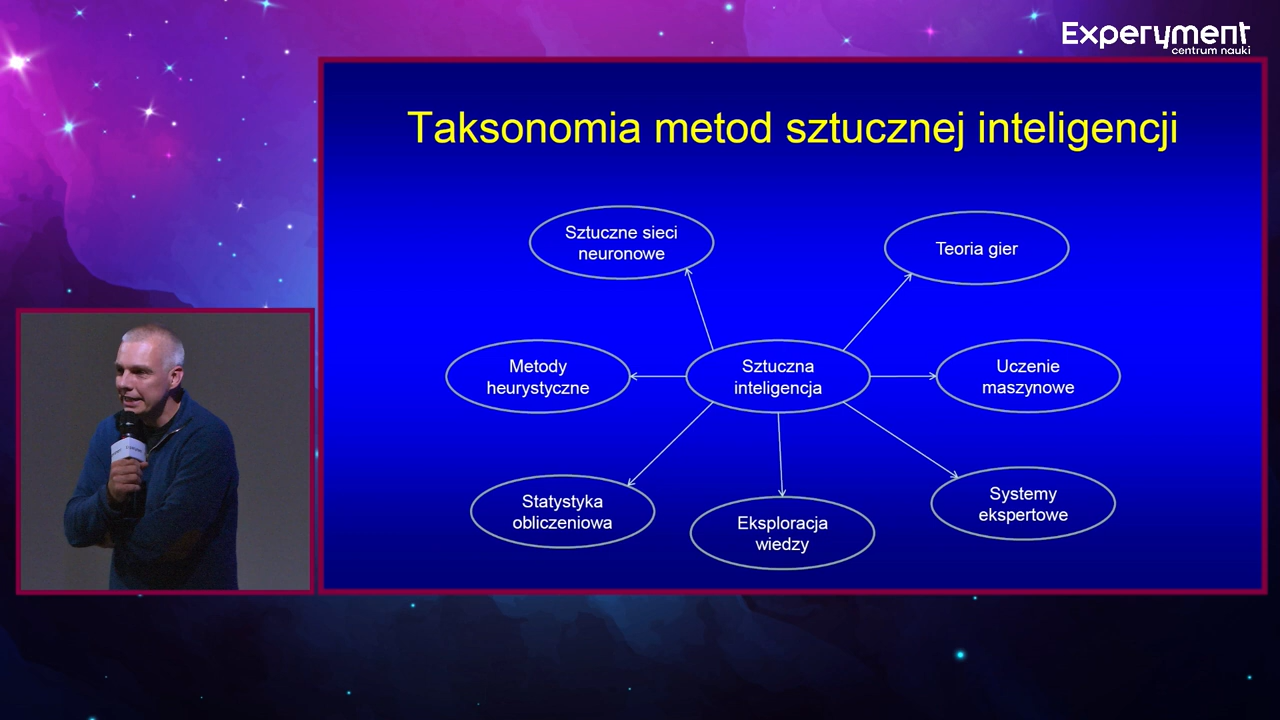 Experyment
centrum nauki
Taksonomia metod sztucznej inteligencji
Sztuczne sieci
neuronowe
Teoria gier
Metody
heurystyczne
Sztuczna
inteligencja
Uczenie
maszynowe
Statystyka
obliczeniowa
Eksploracja
wiedzy
Systemy
ekspertowe